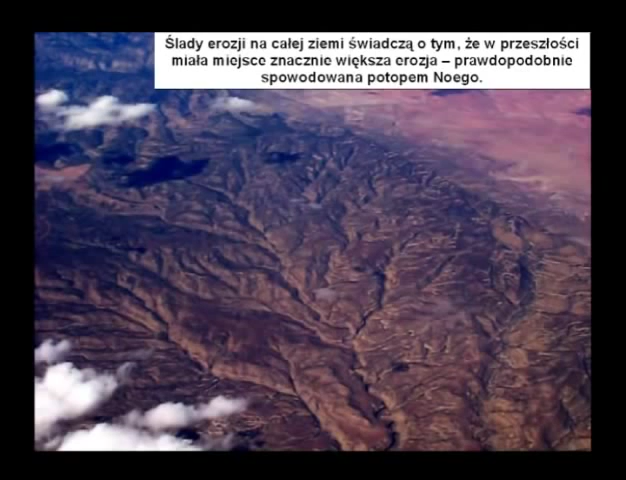 Ślady erozji na całej ziemi świadczą o tym, że w przeszłości
miała miejsce znacznie większa erozja – prawdopodobnie
spowodowana potopem Noego.